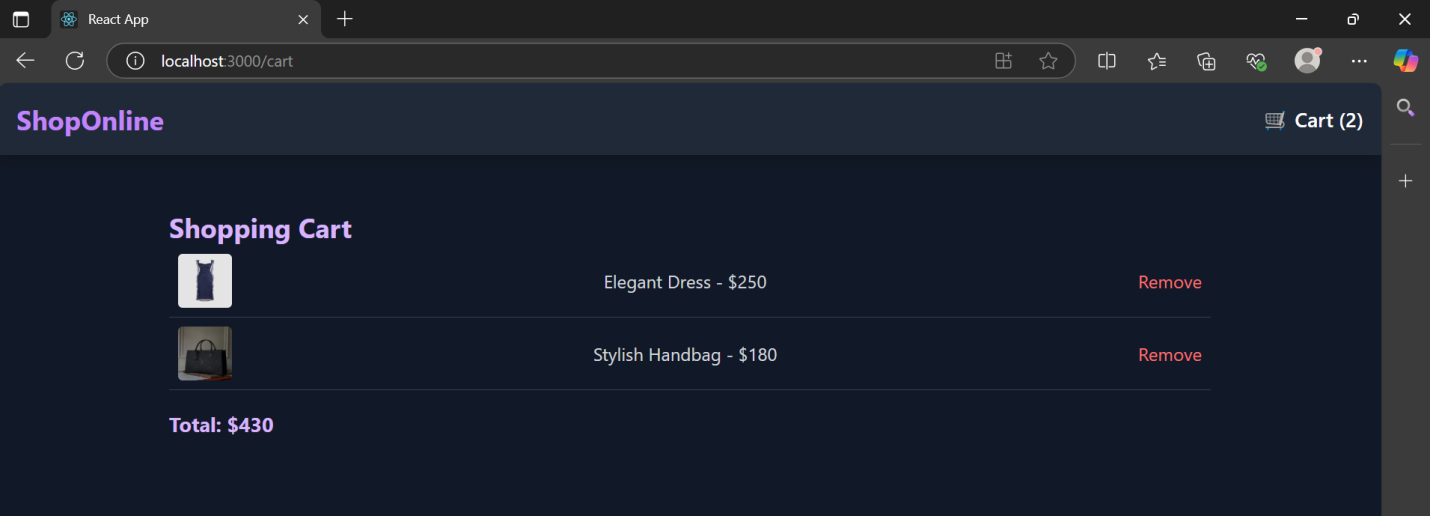 React App
localhost:3000/cart
ShopOnline
Cart (2)
Shopping Cart
Elegant Dress - $250
Remove
Stylish Handbag - $180
Remove
Total: $430